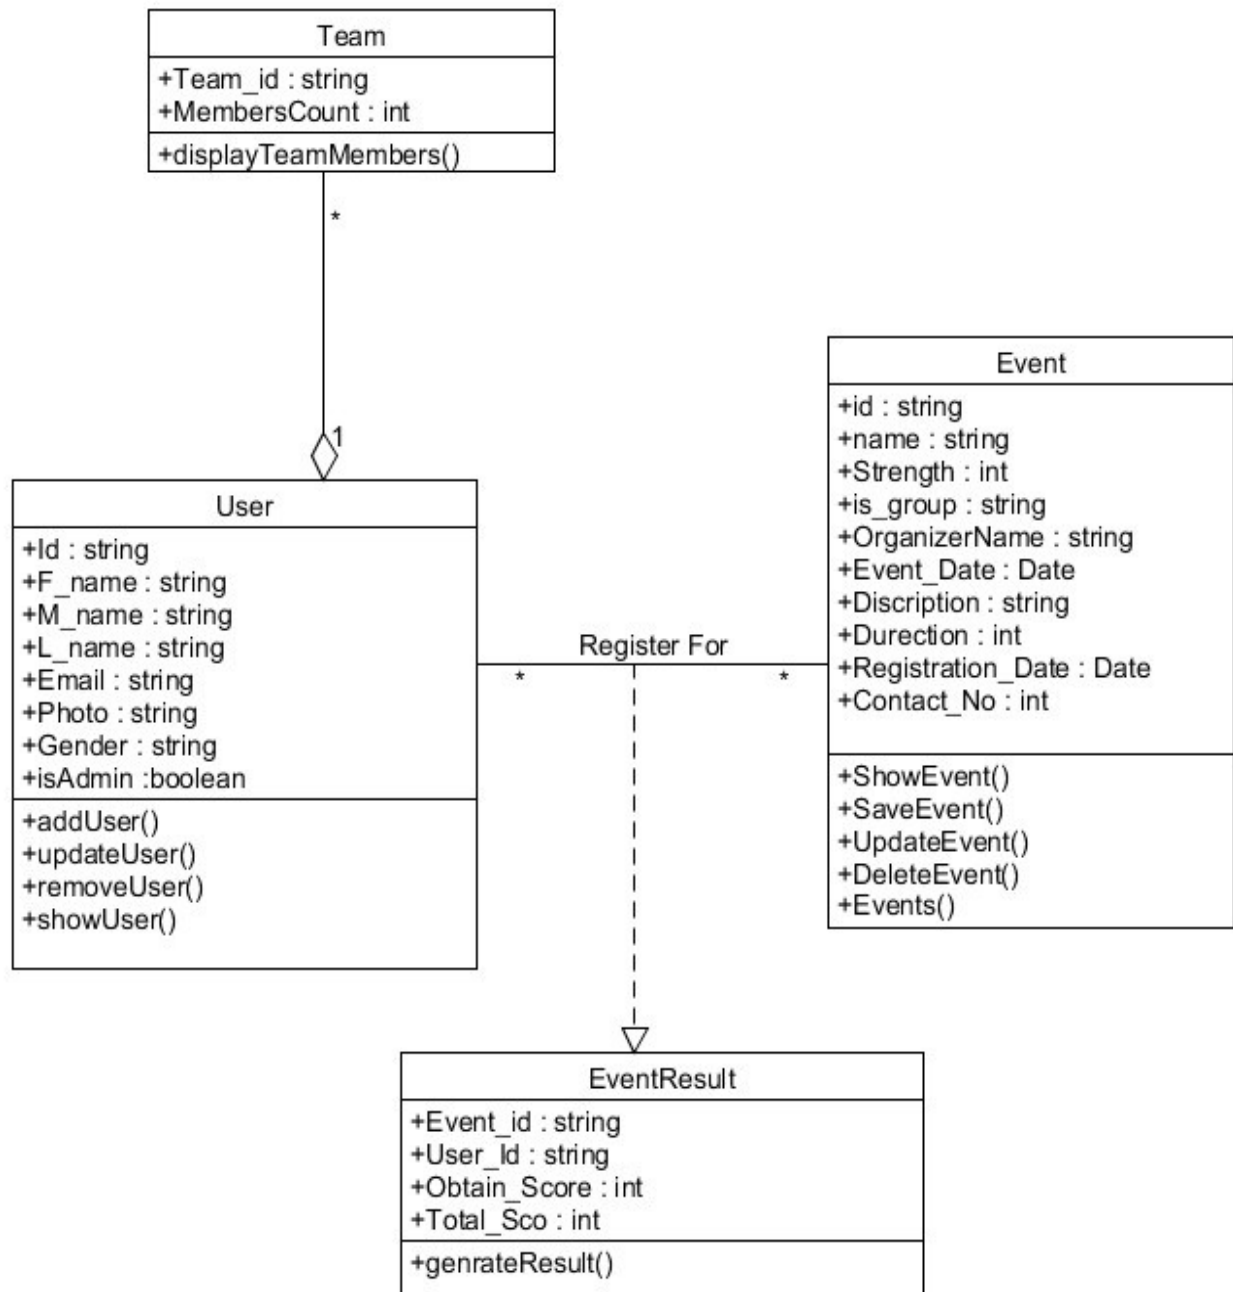 Team
+Team_id : string
+MembersCount : int
+displayTeamMembers()
*
1
User
+Id : string
+F_name : string
+M_name : string
+L_name : string
+Email : string
+Photo : string
+Gender : string
+isAdmin :boolean
+addUser()
+updateUser()
+removeUser()
+showUser()
Register For
*
*
Event
+id : string
+name : string
+Strength : int
+is_group : string
+OrganizerName : string
+Event_Date : Date
+Discription : string
+Durection : int
+Registration_Date : Date
+Contact_No : int
+ShowEvent()
+SaveEvent()
+UpdateEvent()
+DeleteEvent()
+Events()
EventResult
+Event_id : string
+User_Id : string
+Obtain_Score : int
+Total_Sco : int
+genrateResult()